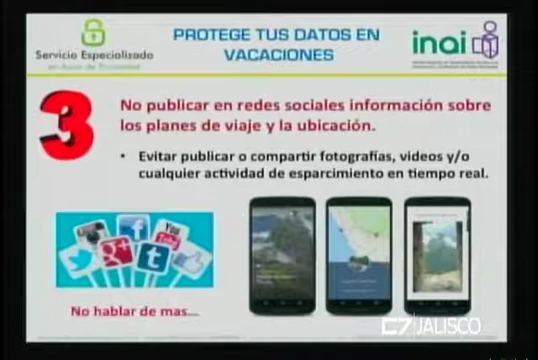 Servicio Especializado
PROTEGE TUS DATOS EN
VACACIONES
inai
3
No publicar en redes sociales información sobre
los planes de viaje y la ubicación.
• Evitar publicar o compartir fotografías, videos y/o
cualquier actividad de esparcimiento en tiempo real.
You
Tube
No hablar de mas...
C7 JALISCO